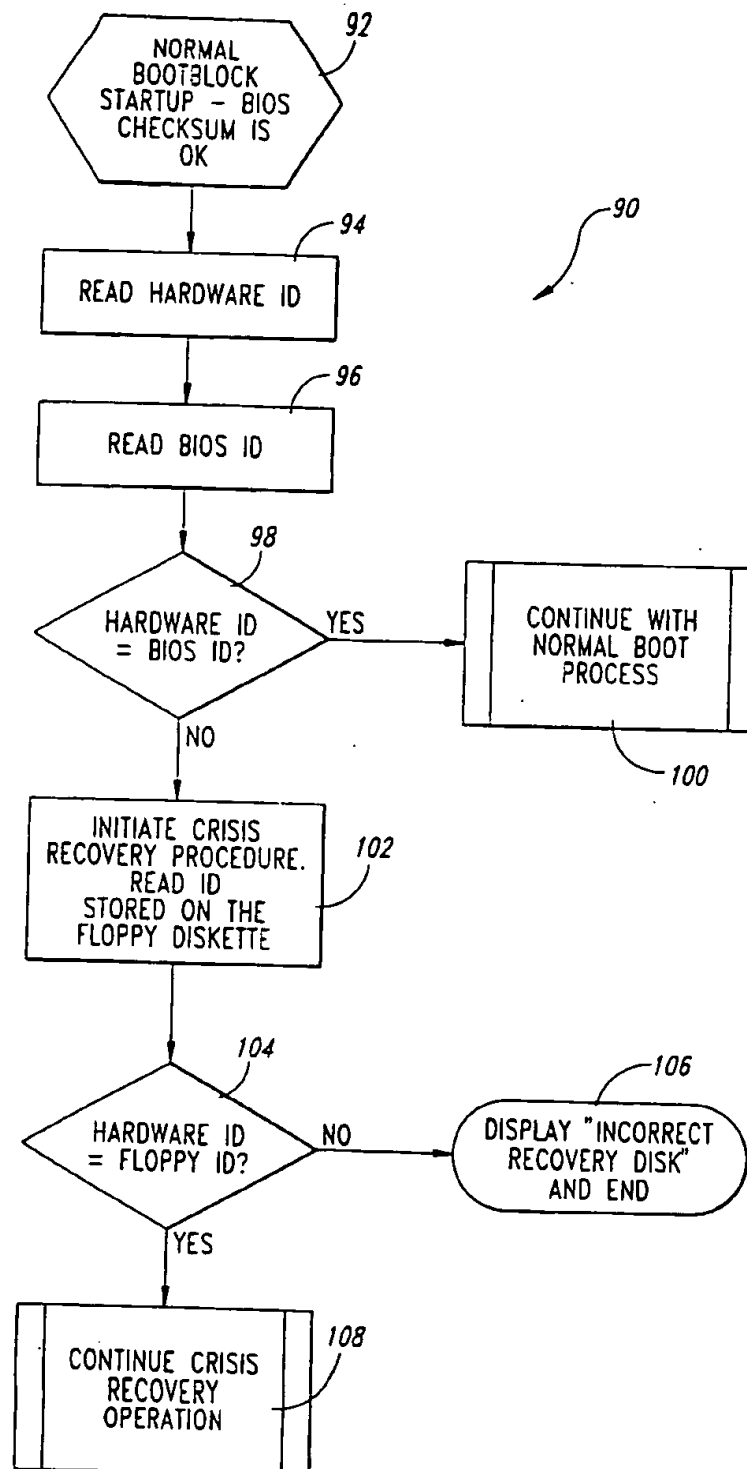 92
NORMAL
BOOTBLOCK
STARTUP - BIOS
CHECKSUM IS
OK
90
94
READ HARDWARE ID
96
READ BIOS ID
98
HARDWARE ID
= BIOS ID?
YES
CONTINUE WITH
NORMAL BOOT
PROCESS
100
NO
INITIATE CRISIS
RECOVERY PROCEDURE.
READ ID
STORED ON THE
FLOPPY DISKETTE
102
104
HARDWARE ID
= FLOPPY ID?
NO
106
DISPLAY "INCORRECT
RECOVERY DISK"
AND END
YES
CONTINUE CRISIS
RECOVERY
OPERATION
108